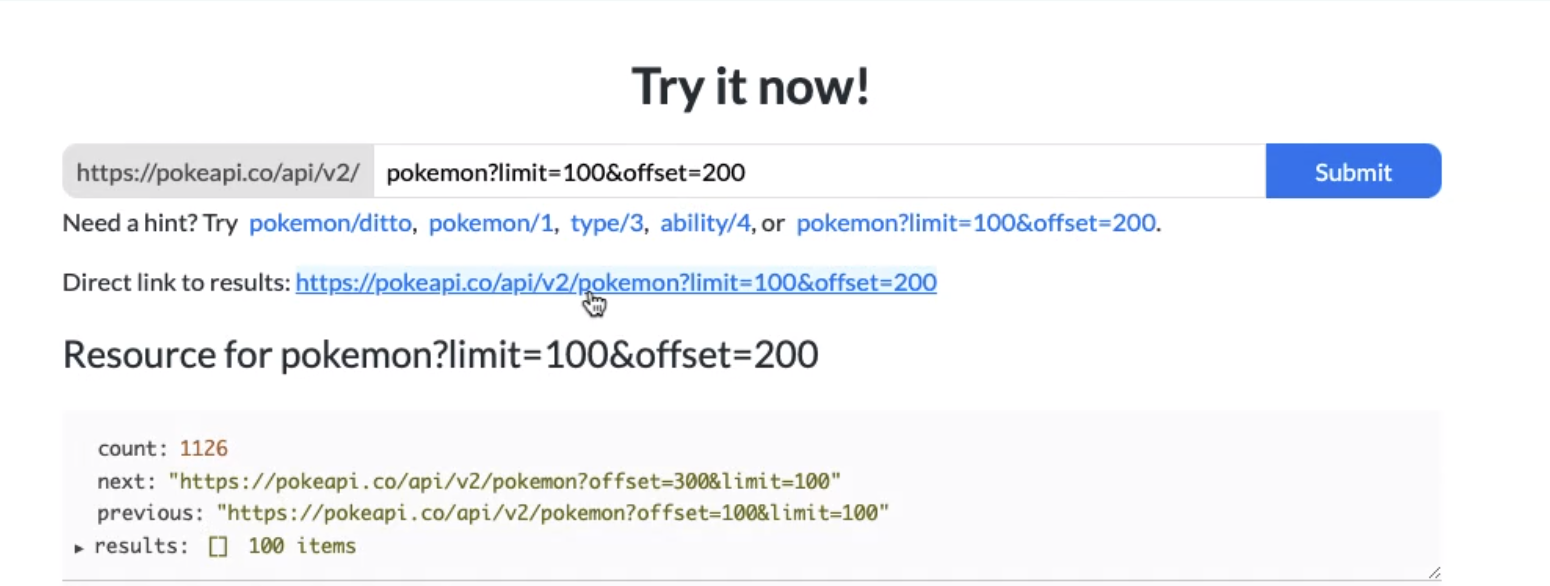 Try it now!
https://pokeapi.co/api/v2/ pokemon?limit=100&offset=200 Submit
Need a hint? Try pokemon/ditto, pokemon/1, type/3, ability/4, or pokemon?limit=100&offset=200.
Direct link to results: https://pokeapi.co/api/v2/pokemon?limit=100&offset=200
Resource for pokemon?limit=100&offset=200
count: 1126
next: "https://pokeapi.co/api/v2/pokemon?offset=300&limit=100"
previous: "https://pokeapi.co/api/v2/pokemon?offset=100&limit=100"
▸ results: [] 100 items